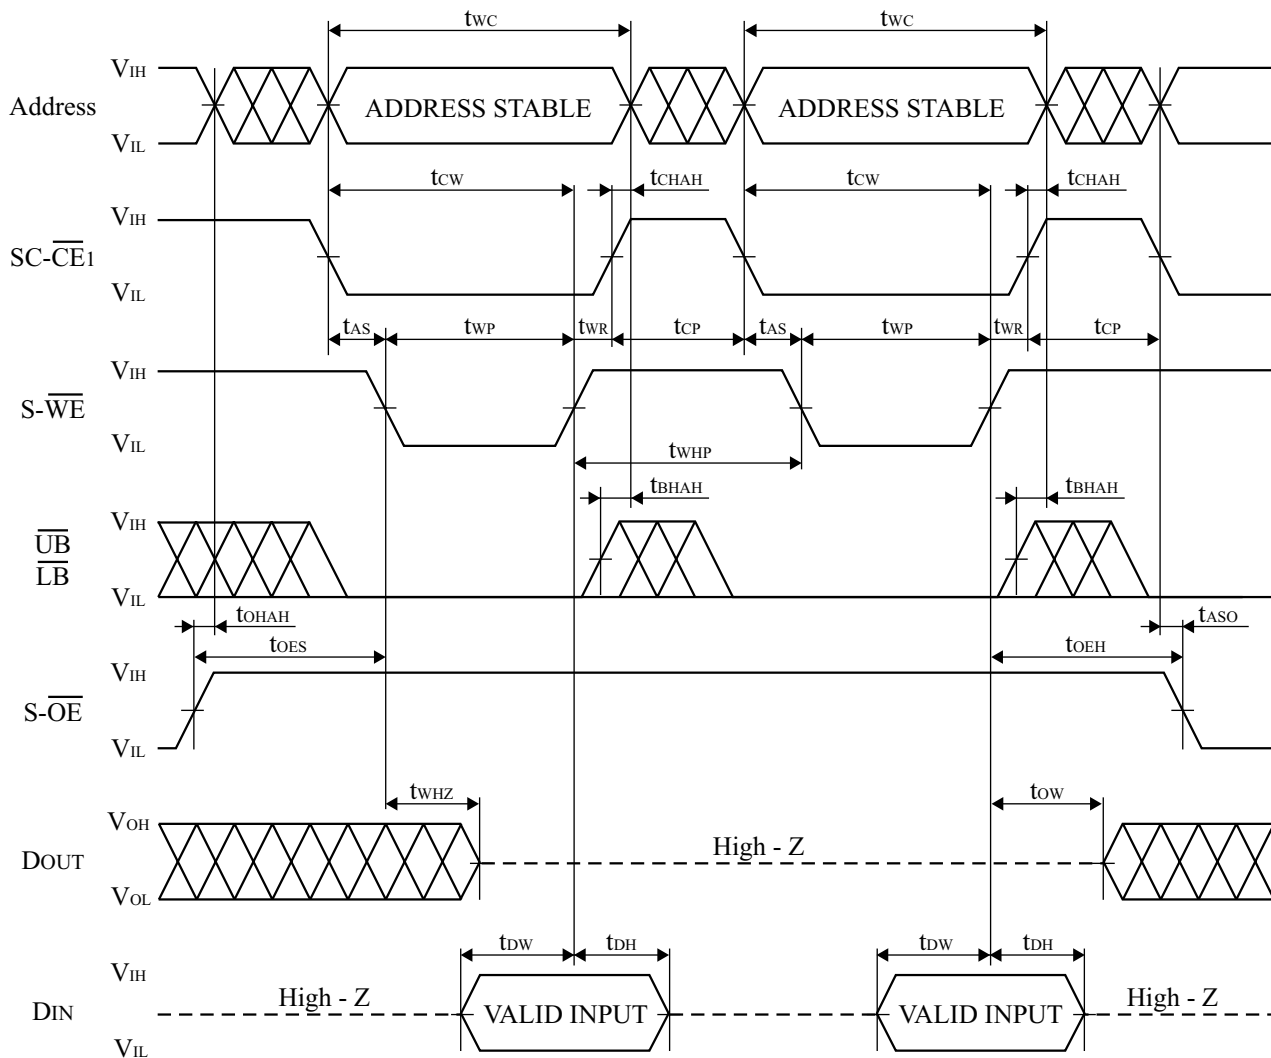 tWC tWC
VIH
Address ADDRESS STABLE ADDRESS STABLE
VIL
tCW tCHAH tCW tCHAH
VIH
SC-CE1
VIL
tAS tWP tWR tCP tAS tWP tWR tCP
VIH
S-WE
VIL
tWHP
tBHAH tBHAH
VIH
UB
LB
VIL
tOHAH tASO
tOES tOEH
VIH
S-OE
VIL
tWHZ tOW
VOH
DOUT High - Z
VOL
tDW tDH tDW tDH
VIH
High - Z High - Z
DIN VALID INPUT VALID INPUT
VIL